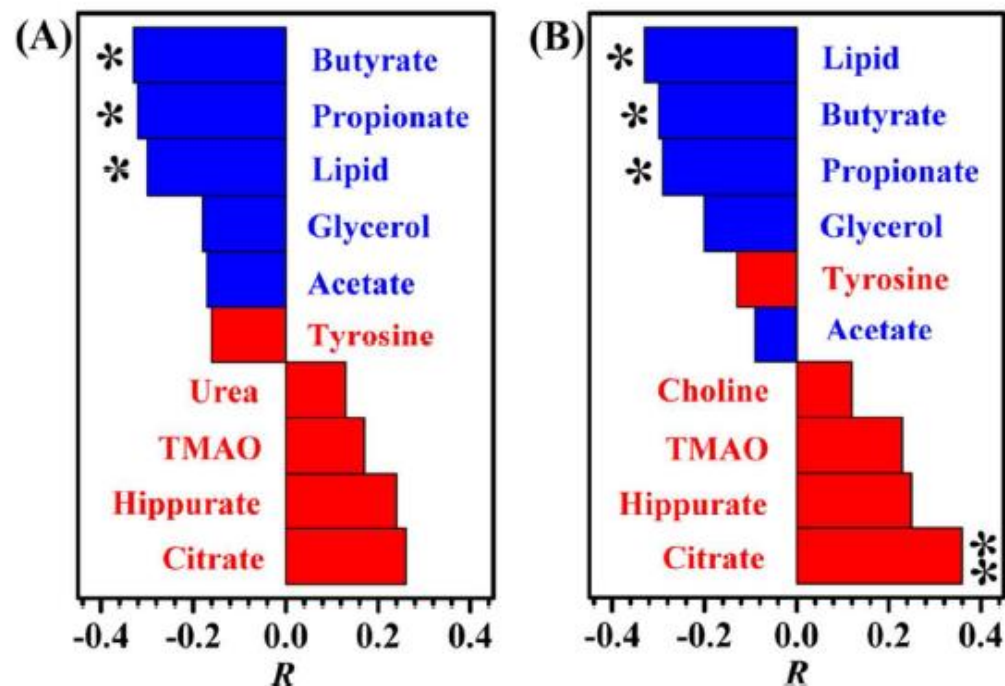 (A)
* Butyrate
* Propionate
* Lipid
Glycerol
Acetate
Tyrosine
Urea
TMAO
Hippurate
Citrate
-0.4 -0.2 0.0 0.2 0.4
R
(B)
* Lipid
* Butyrate
* Propionate
Glycerol
Tyrosine
Acetate
Choline
TMAO
Hippurate
Citrate **
-0.4 -0.2 0.0 0.2 0.4
R